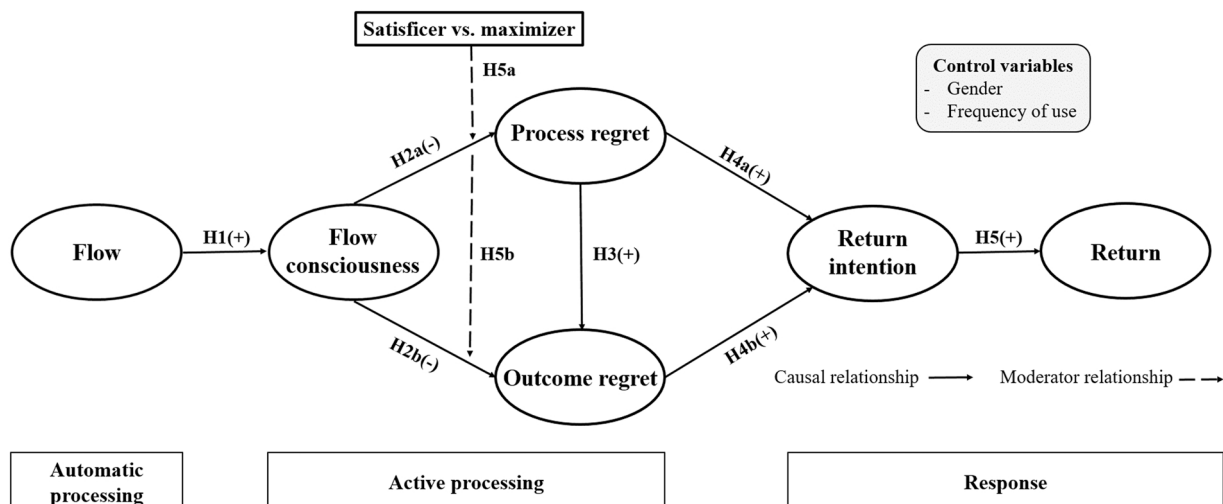 Satisficer vs. maximizer
H5a
Control variables
- Gender
- Frequency of use
Process regret
H2a(-)
H4a(+)
Flow
H1(+)
Flow
consciousness
H5b
H3(+)
Return
intention
H5(+)
Return
H2b(-)
H4b(+)
Outcome regret
Causal relationship
Moderator relationship
Automatic
processing
Active processing
Response